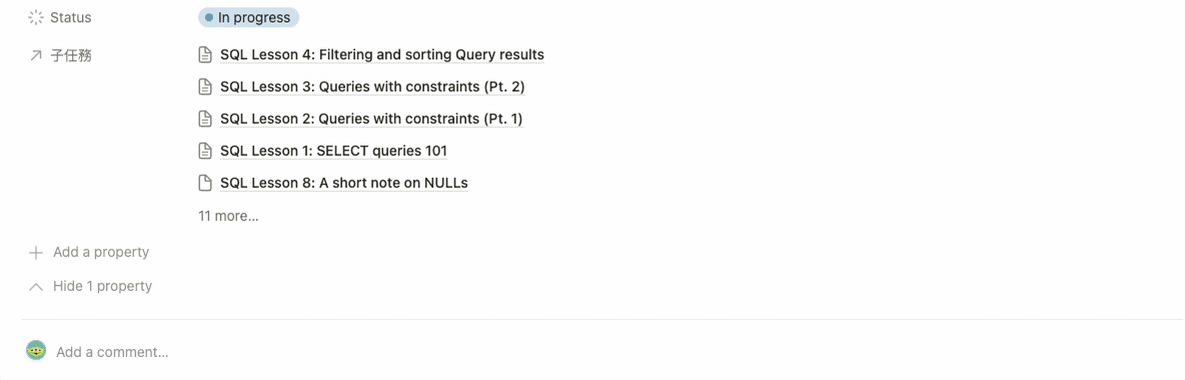 Status In progress
子任務 SQL Lesson 4: Filtering and sorting Query results
SQL Lesson 3: Queries with constraints (Pt. 2)
SQL Lesson 2: Queries with constraints (Pt. 1)
SQL Lesson 1: SELECT queries 101
SQL Lesson 8: A short note on NULLs
11 more...
Add a property
Hide 1 property
Add a comment...